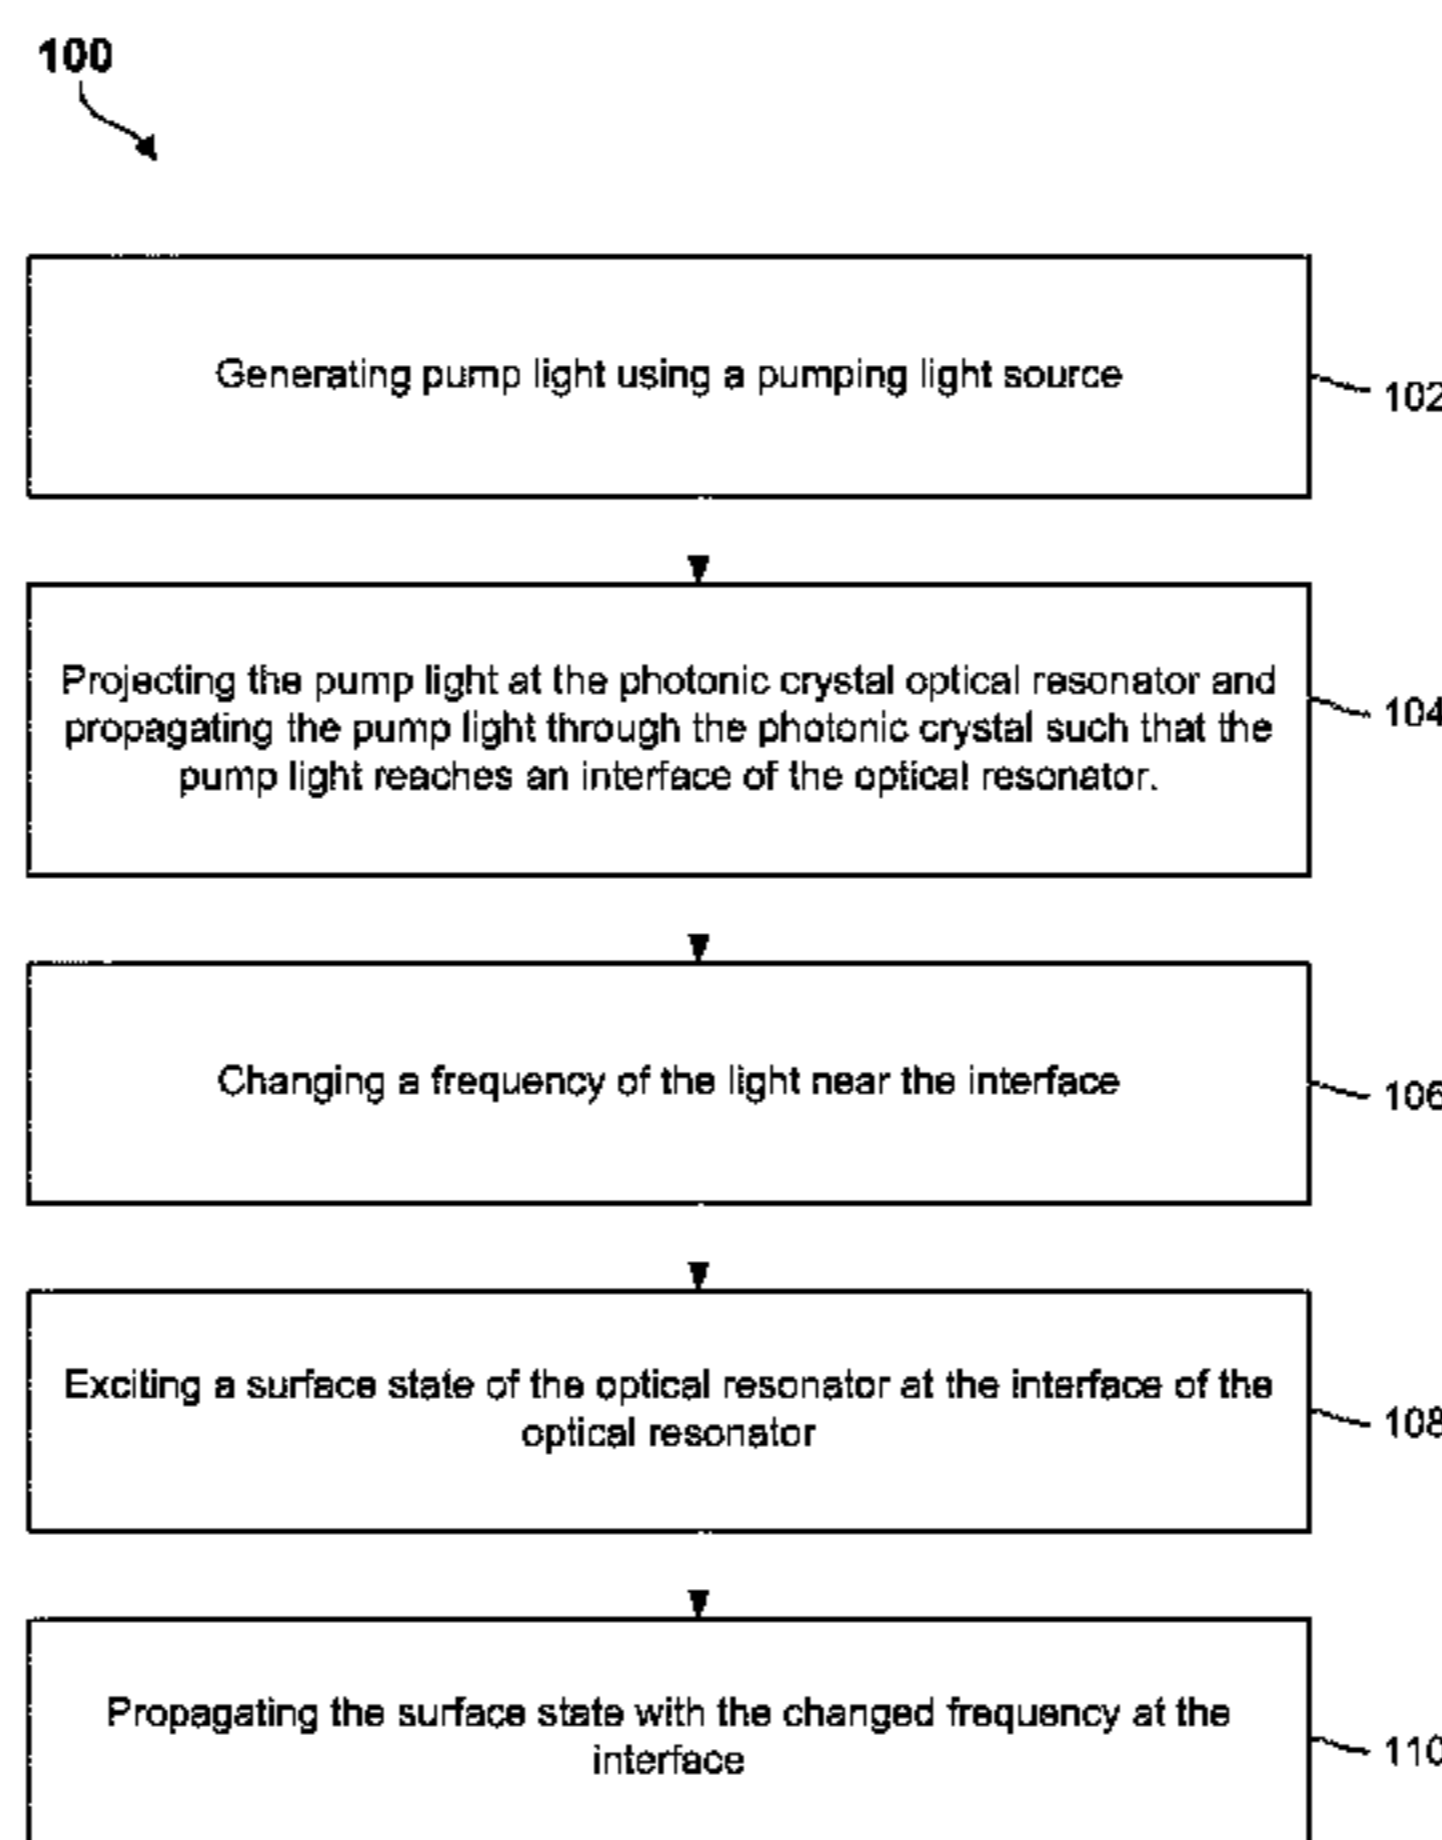 100
Generating pump light using a pumping light source
102
Projecting the pump light at the photonic crystal optical resonator and
propagating the pump light through the photonic crystal such that the
pump light reaches an interface of the optical resonator.
104
Changing a frequency of the light near the interface
106
Exciting a surface state of the optical resonator at the interface of the
optical resonator
108
Propagating the surface state with the changed frequency at the
interface
110